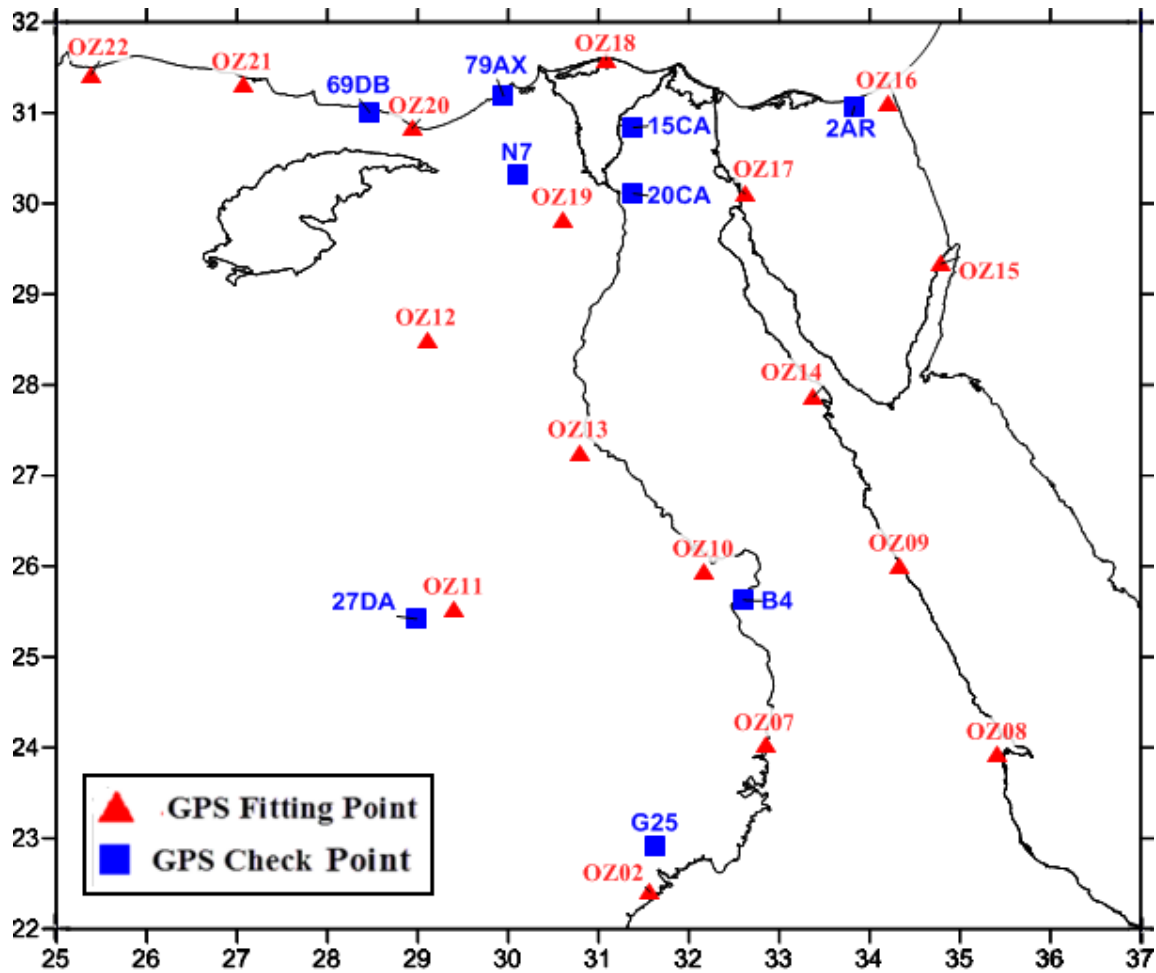 32
OZ22
OZ21
69DB
OZ20
79AX
OZ18
OZ16
2AR
31
15CA
N7
OZ17
20CA
OZ19
30
OZ15
29
OZ12
OZ14
28
OZ13
27
OZ10
OZ09
26
27DA
OZ11
B4
25
OZ07
OZ08
24
GPS Fitting Point
G25
23
GPS Check Point
OZ02
22
25 26 27 28 29 30 31 32 33 34 35 36 37